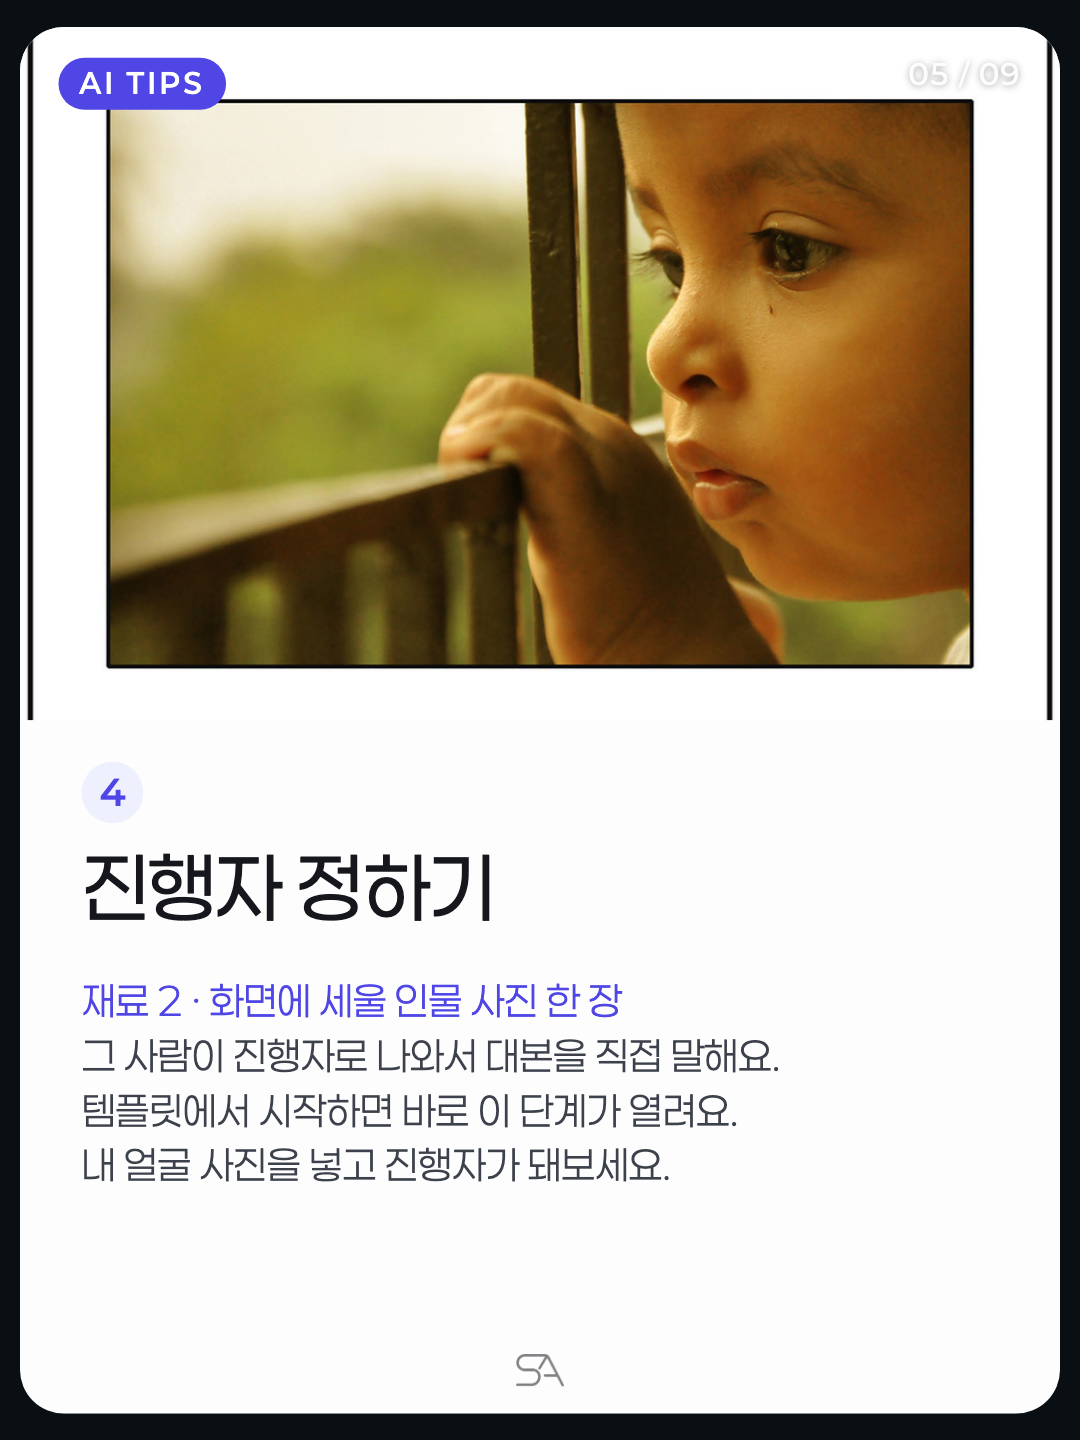 AI TIPS
05 / 09
4
진행자 정하기
재료 2 · 화면에 세울 인물 사진 한 장
그 사람이 진행자로 나와서 대본을 직접 말해요.
템플릿에서 시작하면 바로 이 단계가 열려요.
내 얼굴 사진을 넣고 진행자가 돼보세요.
SA